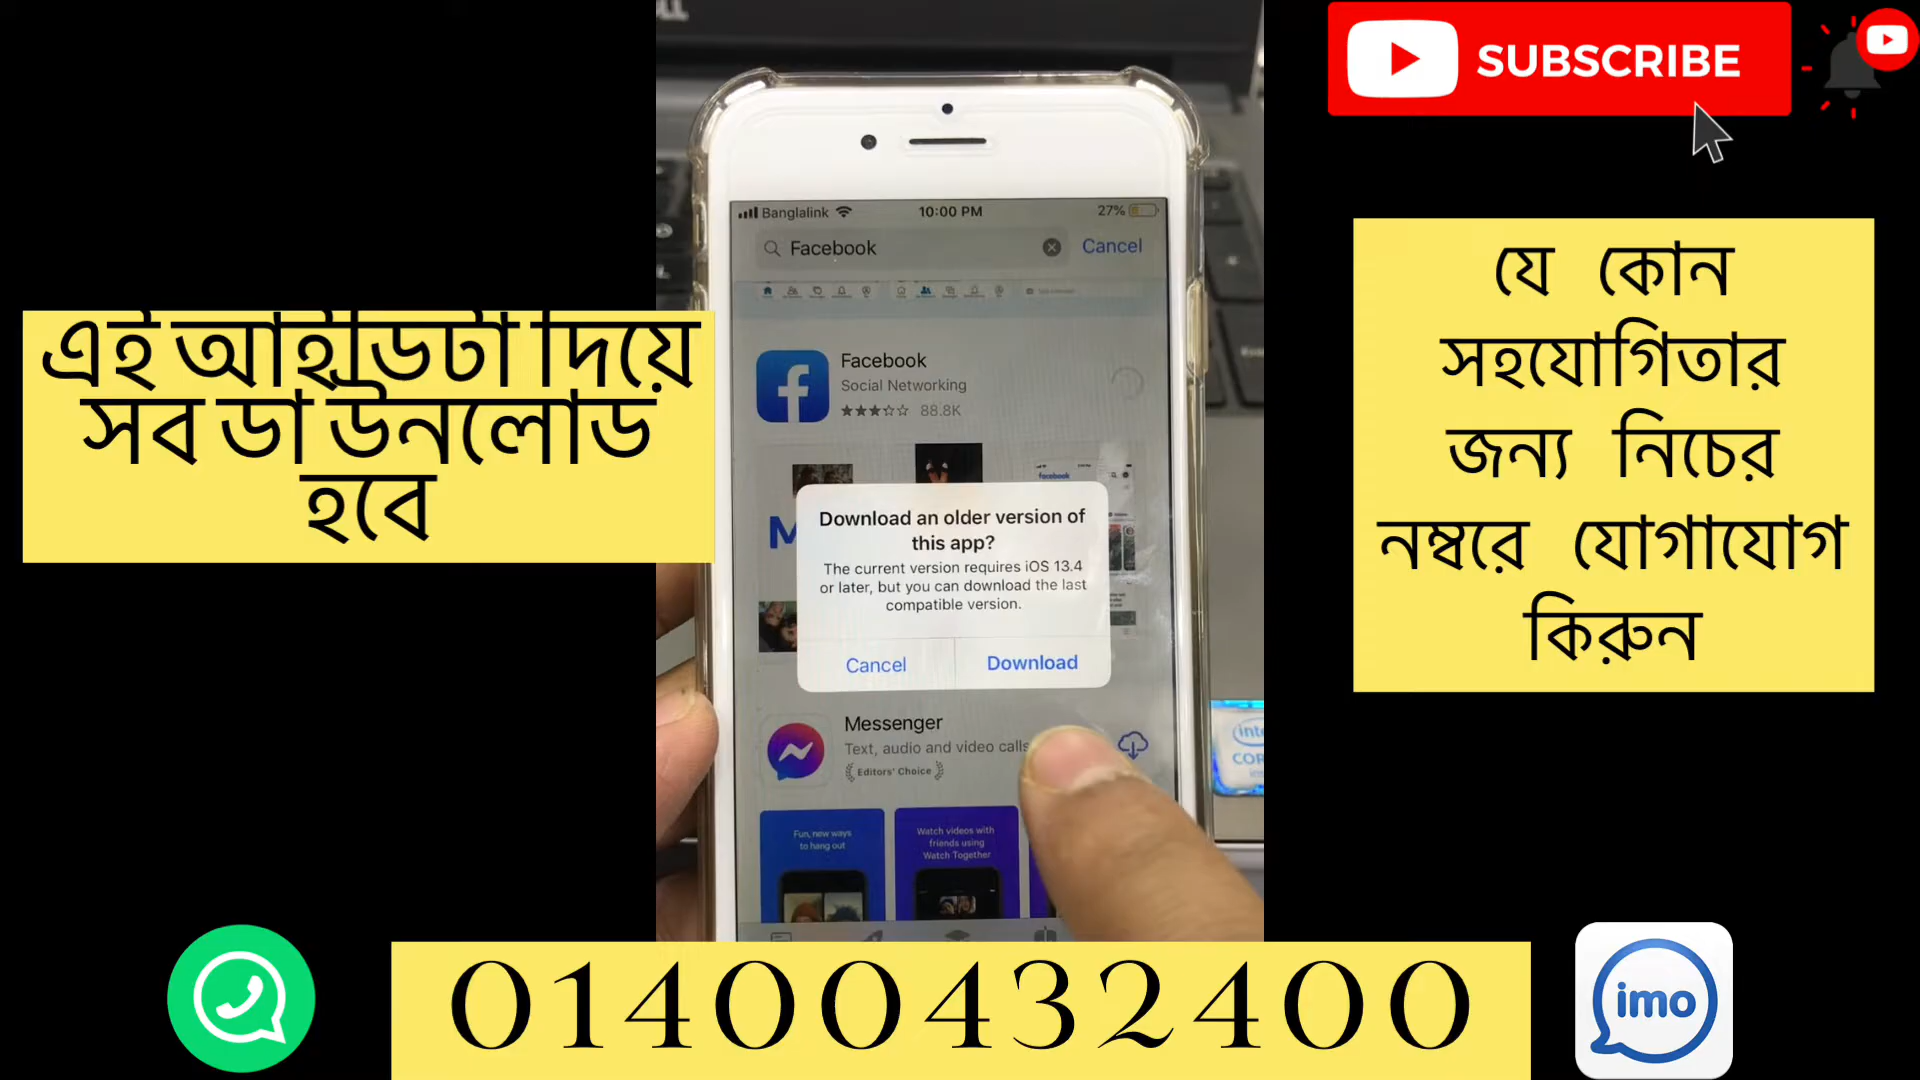 SUBSCRIBE
Banglalink
10:00 PM
27%
Facebook
Cancel
এই আইডিটা দিয়ে
সব ডাউনলোড
হবে
যে কোন
সহযোগিতার
জন্য নিচের
নম্বরে যোগাযোগ
করিুন
Facebook
Social Networking
88.8K
facebook
Download an older version of
this app?
The current version requires iOS 13.4
or later, but you can download the last
compatible version.
Cancel
Download
Messenger
Text, audio and video calls
Editors' Choice
Fun, new ways
to hang out
Watch videos with
friends using
Watch Together
01400432400
imo